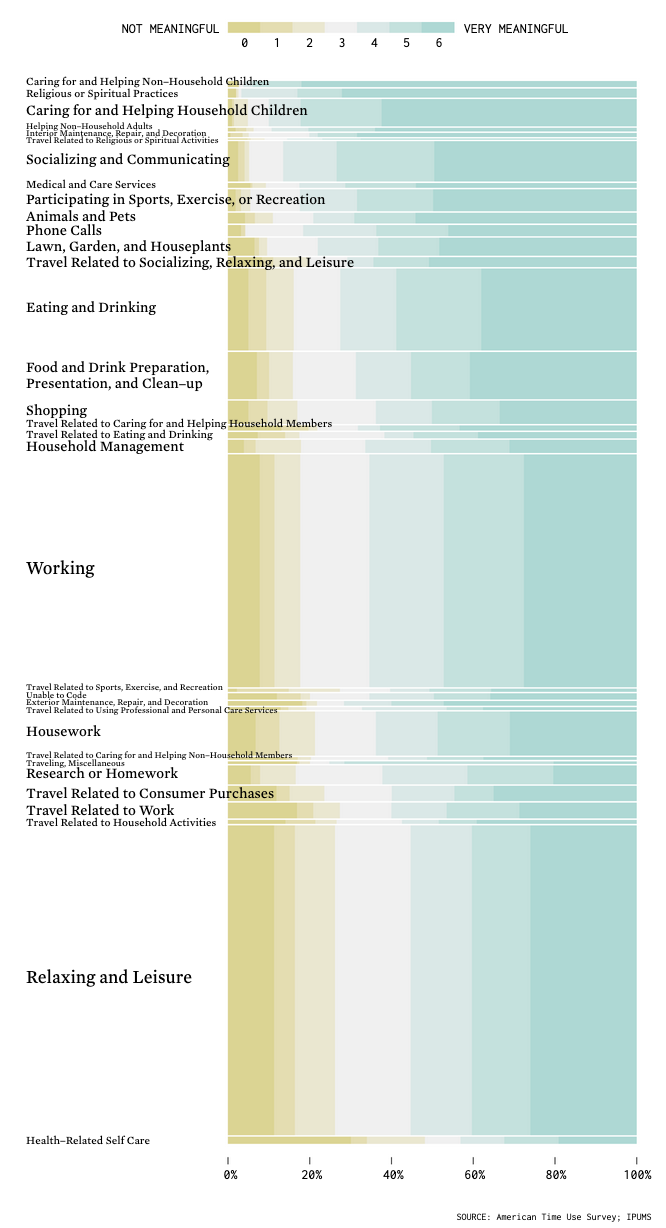 NOT MEANINGFUL VERY MEANINGFUL
0 1 2 3 4 5 6
Caring for and Helping Non–Household Children
Religious or Spiritual Practices
Caring for and Helping Household Children
Helping Non–Household Adults
Interior Maintenance, Repair, and Decoration
Travel Related to Religious or Spiritual Activities
Socializing and Communicating
Medical and Care Services
Participating in Sports, Exercise, or Recreation
Animals and Pets
Phone Calls
Lawn, Garden, and Houseplants
Travel Related to Socializing, Relaxing, and Leisure
Eating and Drinking
Food and Drink Preparation,
Presentation, and Clean–up
Shopping
Travel Related to Caring for and Helping Household Members
Travel Related to Eating and Drinking
Household Management
Working
Travel Related to Sports, Exercise, and Recreation
Unable to Code
Exterior Maintenance, Repair, and Decoration
Travel Related to Using Professional and Personal Care Services
Housework
Travel Related to Caring for and Helping Non–Household Members
Traveling, Miscellaneous
Research or Homework
Travel Related to Consumer Purchases
Travel Related to Work
Travel Related to Household Activities
Relaxing and Leisure
Health–Related Self Care
0% 20% 40% 60% 80% 100%
SOURCE: American Time Use Survey; IPUMS